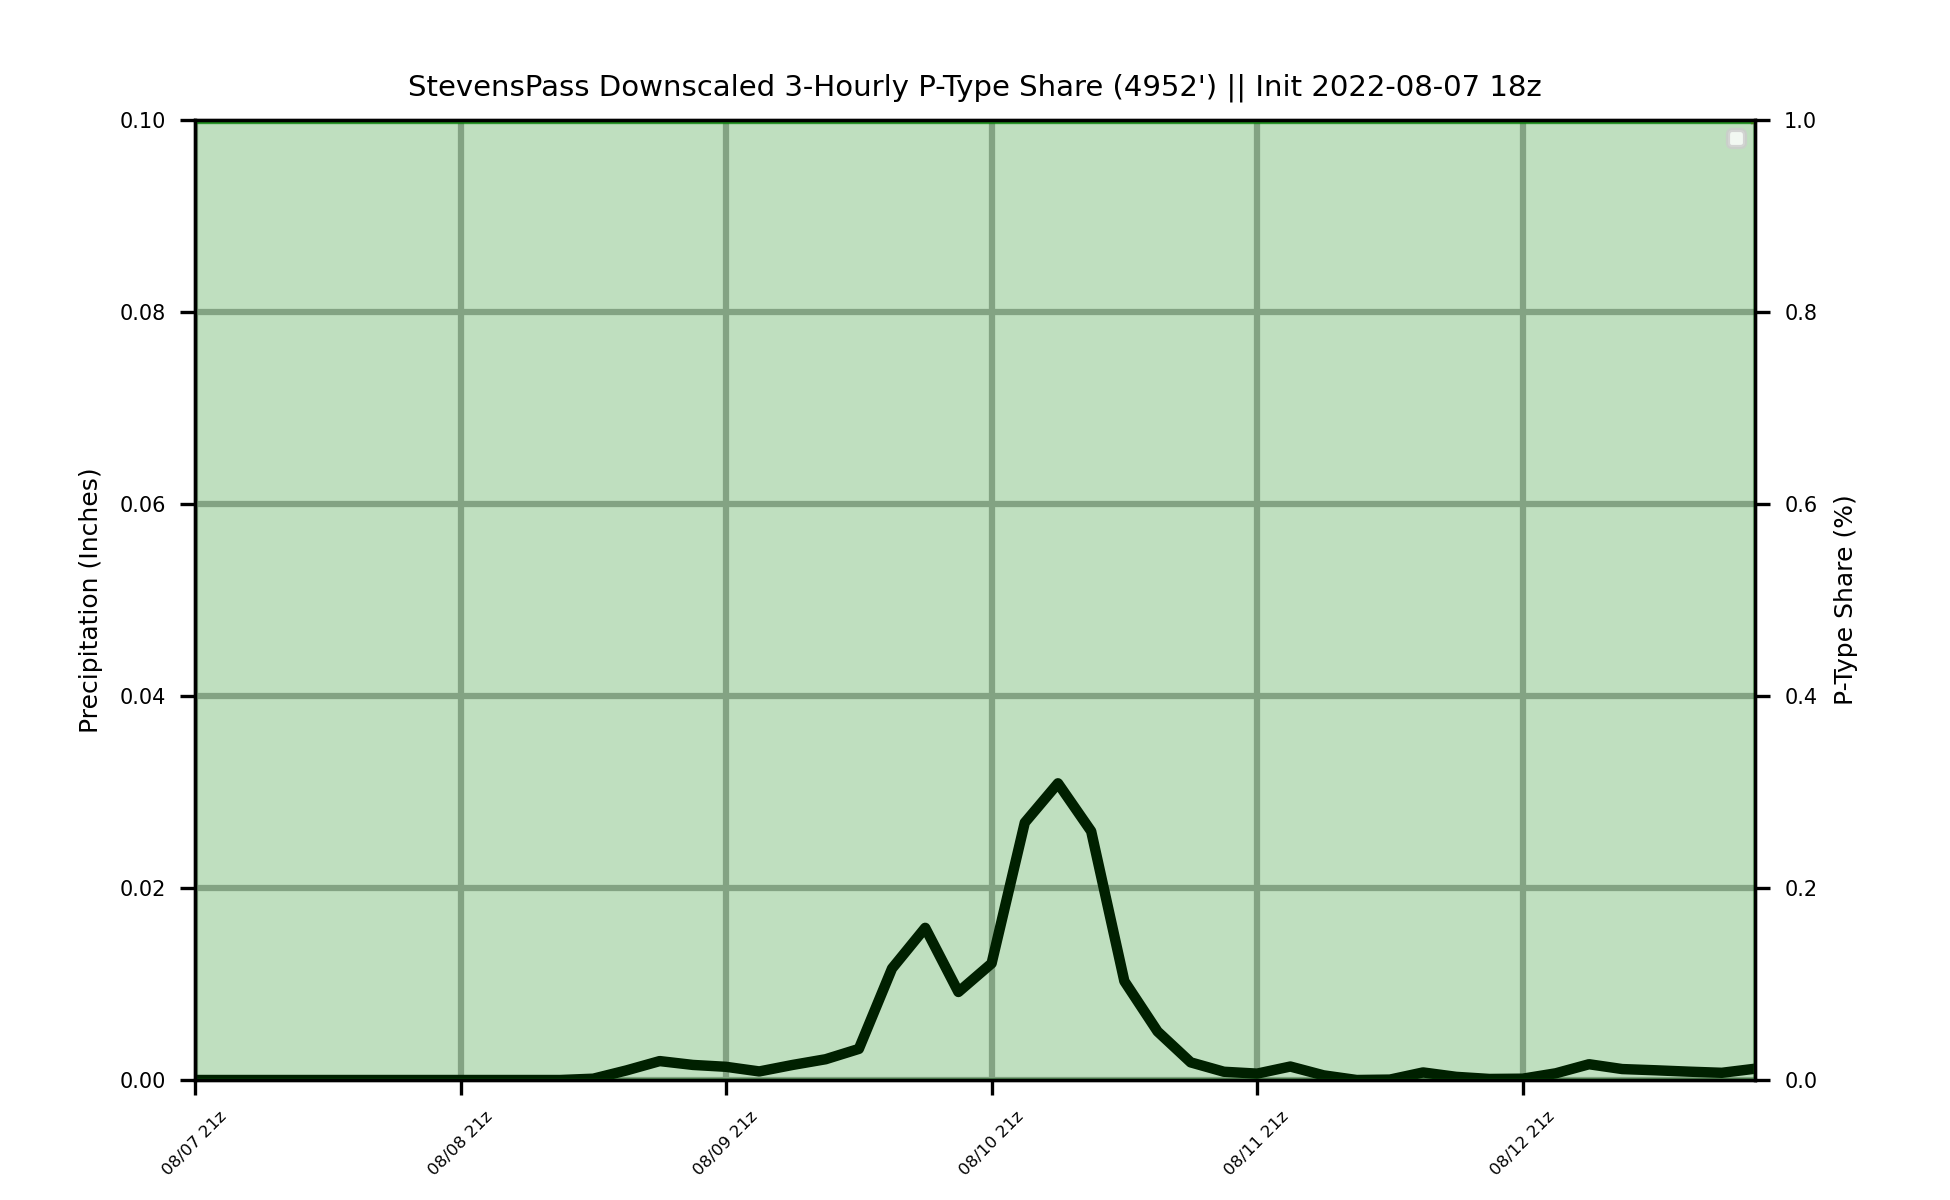 StevensPass Downscaled 3-Hourly P-Type Share (4952') || Init 2022-08-07 18z
0.10
0.08
0.06
0.04
0.02
0.00
Precipitation (Inches)
1.0
0.8
0.6
0.4
0.2
0.0
P-Type Share (%)
08/07 21z
08/08 21z
08/09 21z
08/10 21z
08/11 21z
08/12 21z